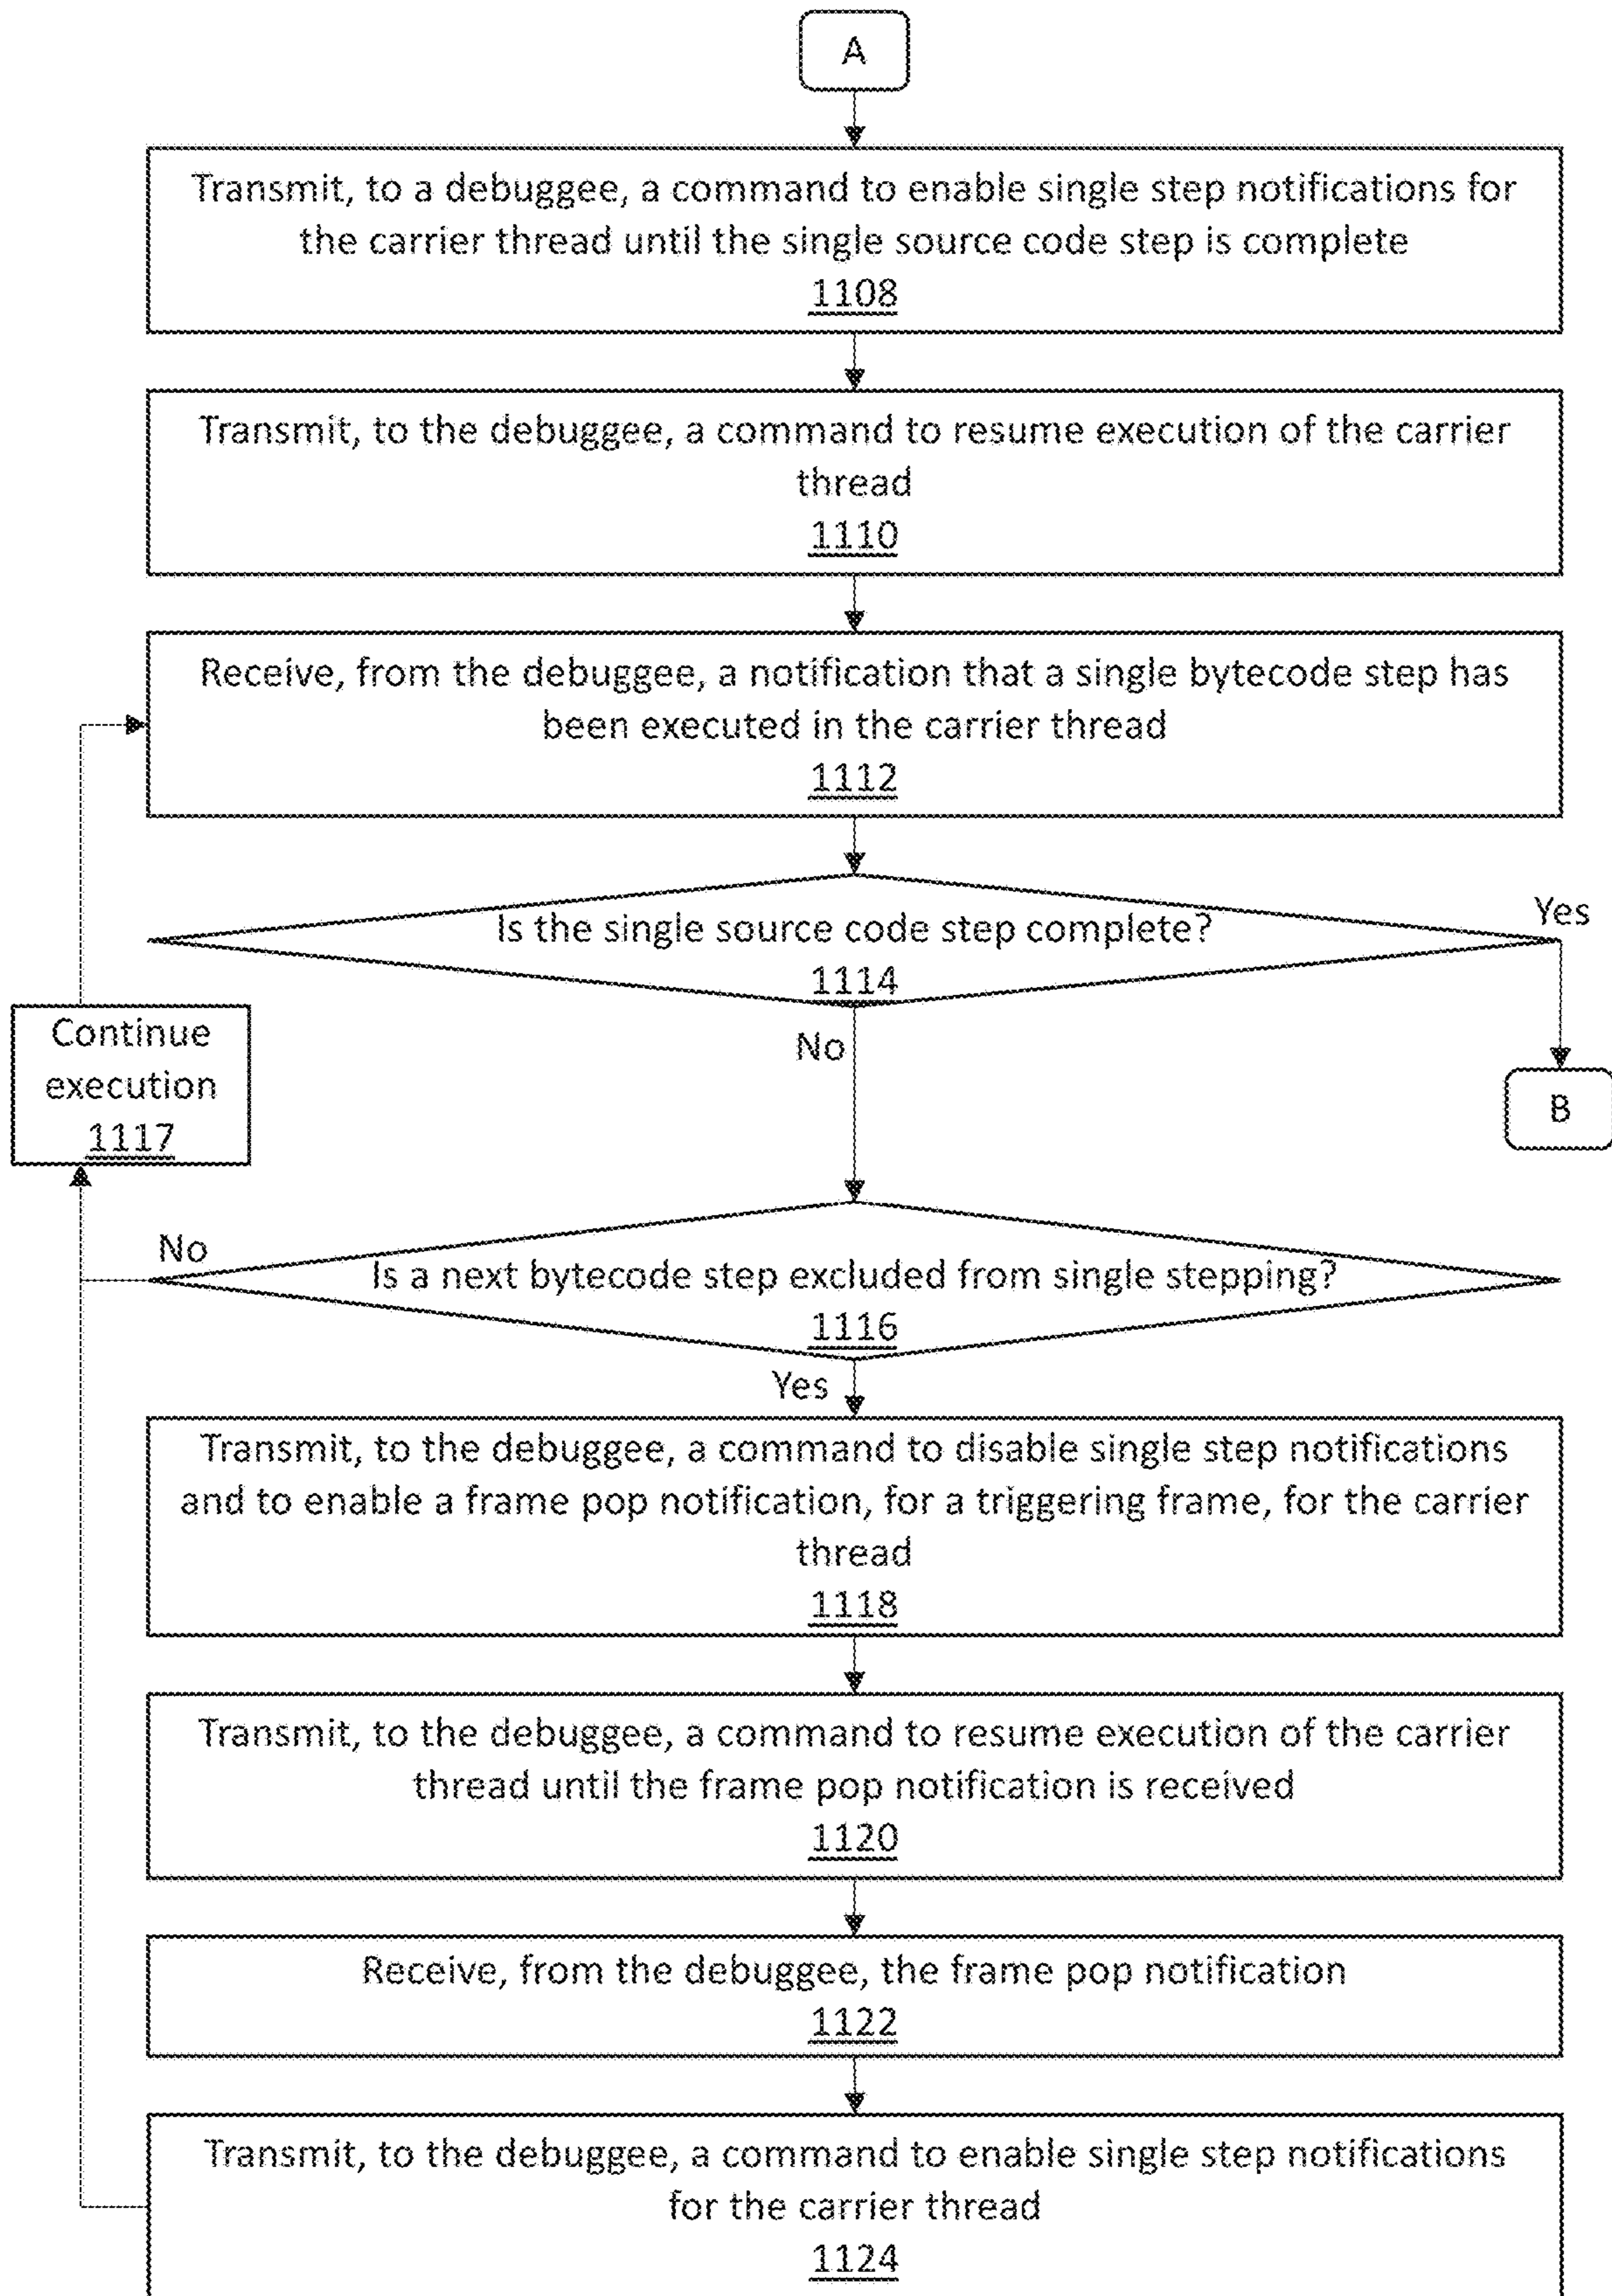 A
Transmit, to a debuggee, a command to enable single step notifications for
the carrier thread until the single source code step is complete
1108
Transmit, to the debuggee, a command to resume execution of the carrier
thread
1110
Receive, from the debuggee, a notification that a single bytecode step has
been executed in the carrier thread
1112
Is the single source code step complete?
1114
Yes
B
No
Continue
execution
1117
Is a next bytecode step excluded from single stepping?
1116
No
Yes
Transmit, to the debuggee, a command to disable single step notifications
and to enable a frame pop notification, for a triggering frame, for the carrier
thread
1118
Transmit, to the debuggee, a command to resume execution of the carrier
thread until the frame pop notification is received
1120
Receive, from the debuggee, the frame pop notification
1122
Transmit, to the debuggee, a command to enable single step notifications
for the carrier thread
1124